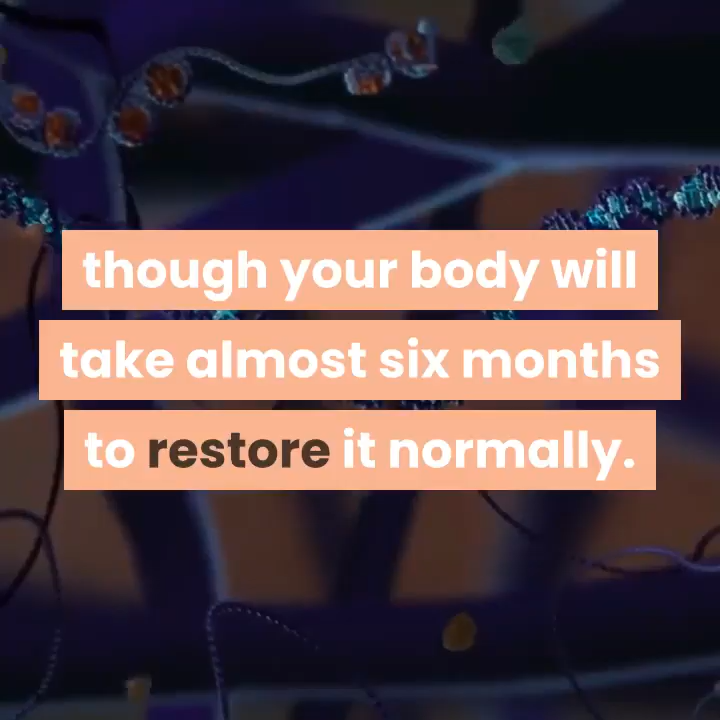 though your body will
take almost six months
to restore it normally.